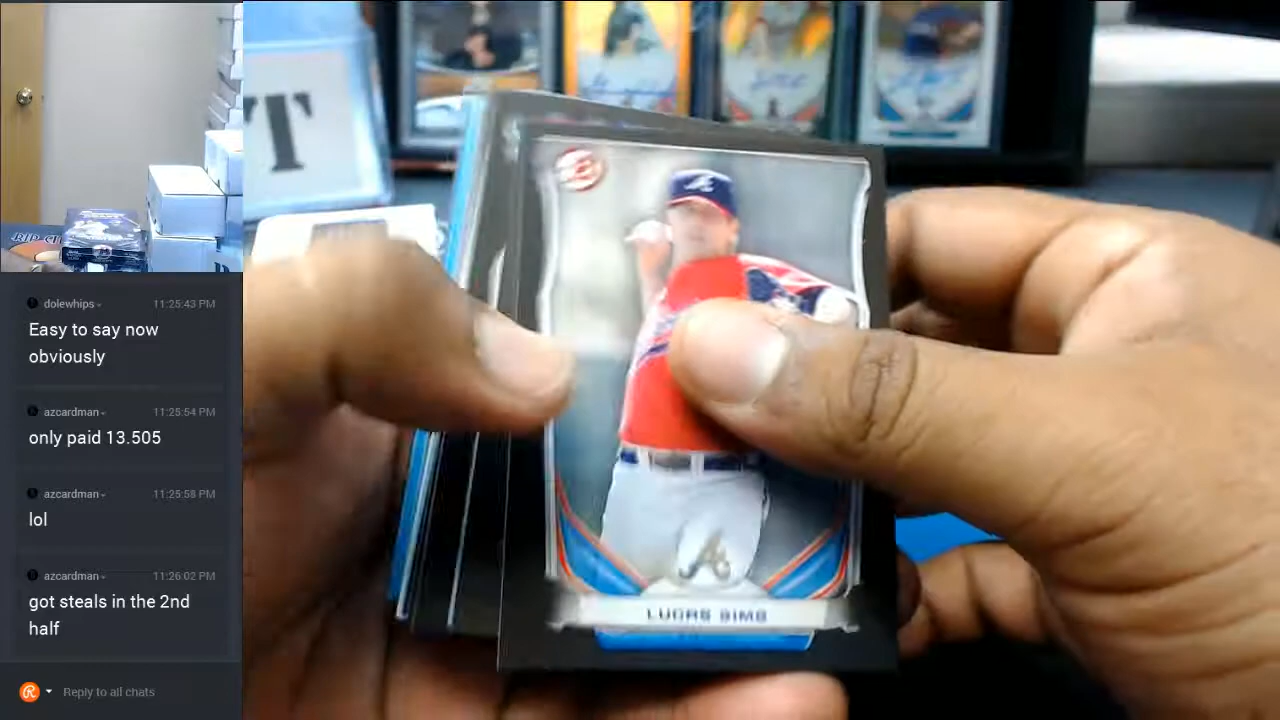 T
dolewhips
11:25:43 PM
Easy to say now
obviously
azcardman
11:25:54 PM
only paid 13.505
azcardman
11:25:58 PM
lol
azcardman
11:26:02 PM
got steals in the 2nd
half
Reply to all chats
A
A
LUCAS SIMS